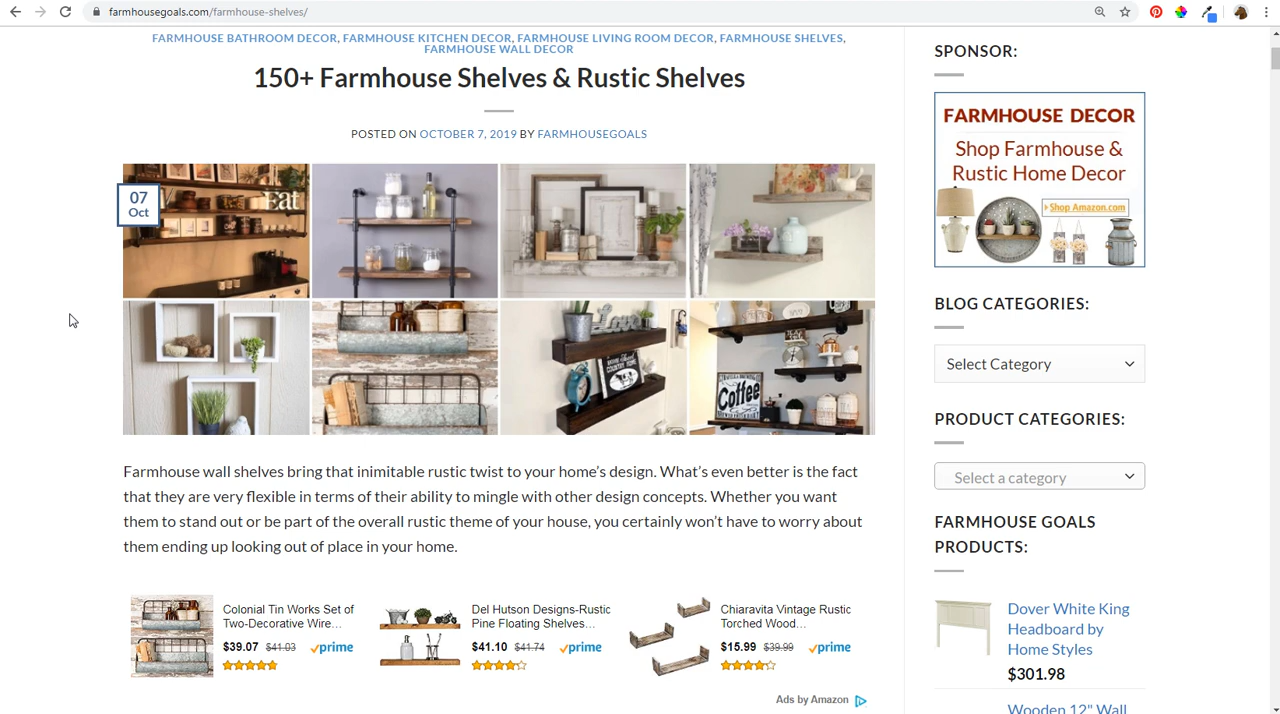 farmhousegoals.com/farmhouse-shelves/
FARMHOUSE BATHROOM DECOR, FARMHOUSE KITCHEN DECOR, FARMHOUSE LIVING ROOM DECOR, FARMHOUSE SHELVES,
FARMHOUSE WALL DECOR
150+ Farmhouse Shelves & Rustic Shelves
POSTED ON OCTOBER 7, 2019 BY FARMHOUSEGOALS
07
Oct
Eat
Love
Coffee
Farmhouse wall shelves bring that inimitable rustic twist to your home’s design. What’s even better is the fact
that they are very flexible in terms of their ability to mingle with other design concepts. Whether you want
them to stand out or be part of the overall rustic theme of your house, you certainly won’t have to worry about
them ending up looking out of place in your home.
Colonial Tin Works Set of
Two-Decorative Wire...
$39.07 $41.03 prime
Del Hutson Designs-Rustic
Pine Floating Shelves...
$41.10 $41.74 prime
Chiaravita Vintage Rustic
Torched Wood...
$15.99 $39.99 prime
Ads by Amazon
SPONSOR:
FARMHOUSE DECOR
Shop Farmhouse &
Rustic Home Decor
Shop Amazon.com
BLOG CATEGORIES:
Select Category
PRODUCT CATEGORIES:
Select a category
FARMHOUSE GOALS
PRODUCTS:
Dover White King
Headboard by
Home Styles
$301.98
Wooden 12" Wall